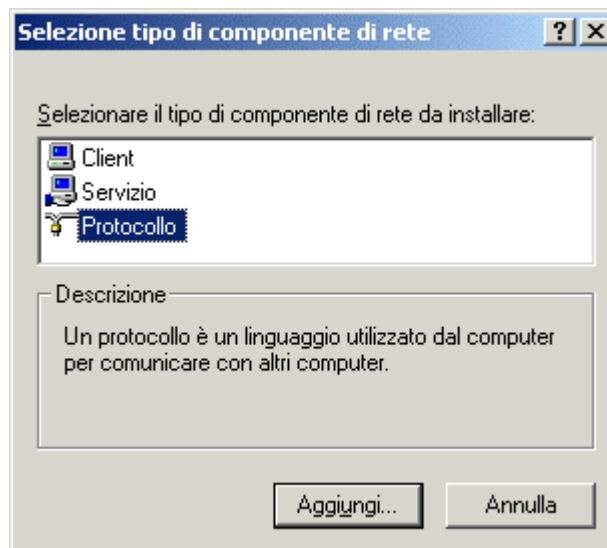 Selezione tipo di componente di rete
Selezionare il tipo di componente di rete da installare:
Client
Servizio
Protocollo
Descrizione
Un protocollo è un linguaggio utilizzato dal computer
per comunicare con altri computer.
Aggiungi... Annulla